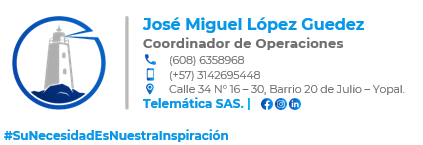 José Miguel López Guedez
Coordinador de Operaciones
(608) 6358968
(+57) 3142695448
Calle 34 N° 16 – 30, Barrio 20 de Julio – Yopal.
Telemática SAS. |
#SuNecesidadEsNuestraInspiración